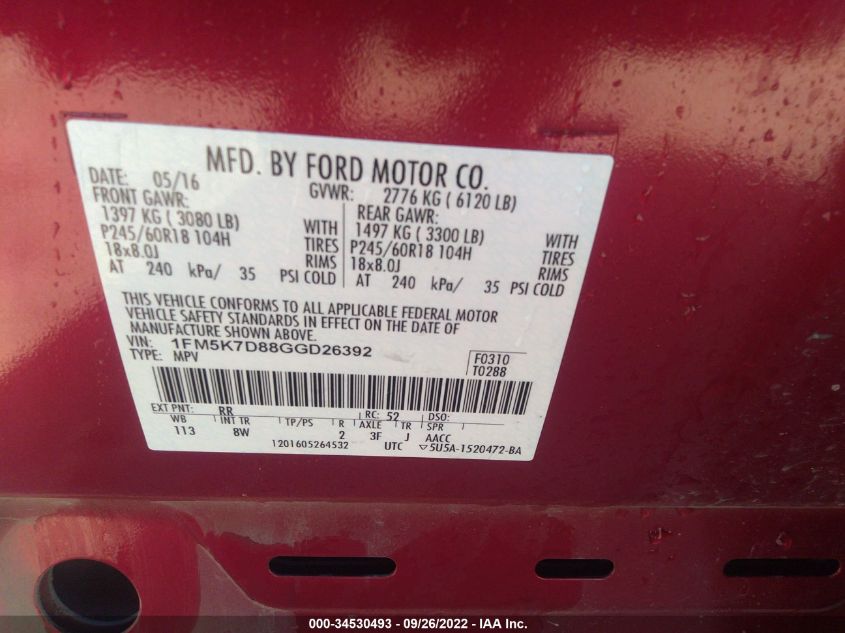 MFD. BY FORD MOTOR CO.
DATE: 05/16 GVWR: 2776 KG ( 6120 LB)
FRONT GAWR: REAR GAWR:
1397 KG ( 3080 LB) WITH 1497 KG ( 3300 LB) WITH
P245/60R18 104H TIRES P245/60R18 104H TIRES
18x8.0J RIMS 18x8.0J RIMS
AT 240 kPa/ 35 PSI COLD AT 240 kPa/ 35 PSI COLD
THIS VEHICLE CONFORMS TO ALL APPLICABLE FEDERAL MOTOR
VEHICLE SAFETY STANDARDS IN EFFECT ON THE DATE OF
MANUFACTURE SHOWN ABOVE.
VIN: 1FM5K7D88GGD26392
TYPE: MPV
F0310
T0288
EXT PNT: RR RC: 52 DSO:
WB INT TR TP/PS R AXLE TR SPR
113 8W 2 3F J AACC
1201605264532 UTC ▽5U5A-1520472-BA
000-34530493 - 09/26/2022 - IAA Inc.